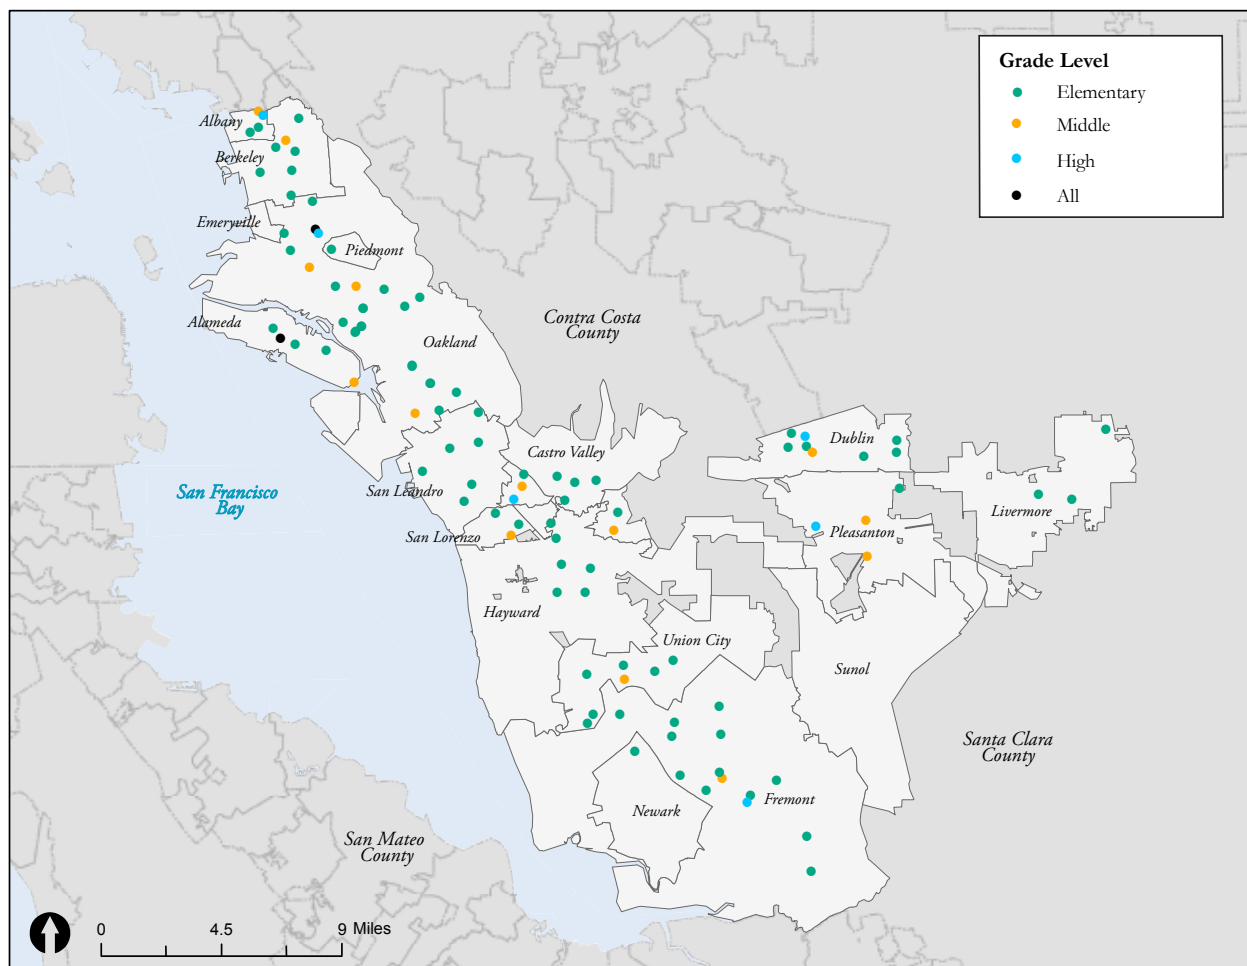 Grade Level
Elementary
Middle
High
All
Albany
Berkeley
Emeryville
Piedmont
Alameda
Oakland
Contra Costa
County
Castro Valley
Dublin
San Francisco
Bay
San Leandro
Livermore
Pleasanton
San Lorenzo
Hayward
Union City
Sunol
Santa Clara
County
Fremont
Newark
San Mateo
County
0 4.5 9 Miles